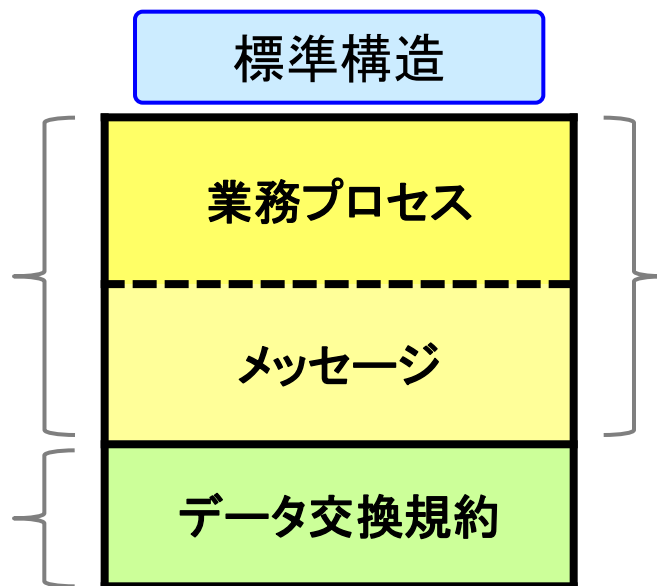 標準構造
業務プロセス
メッセージ
データ交換規約